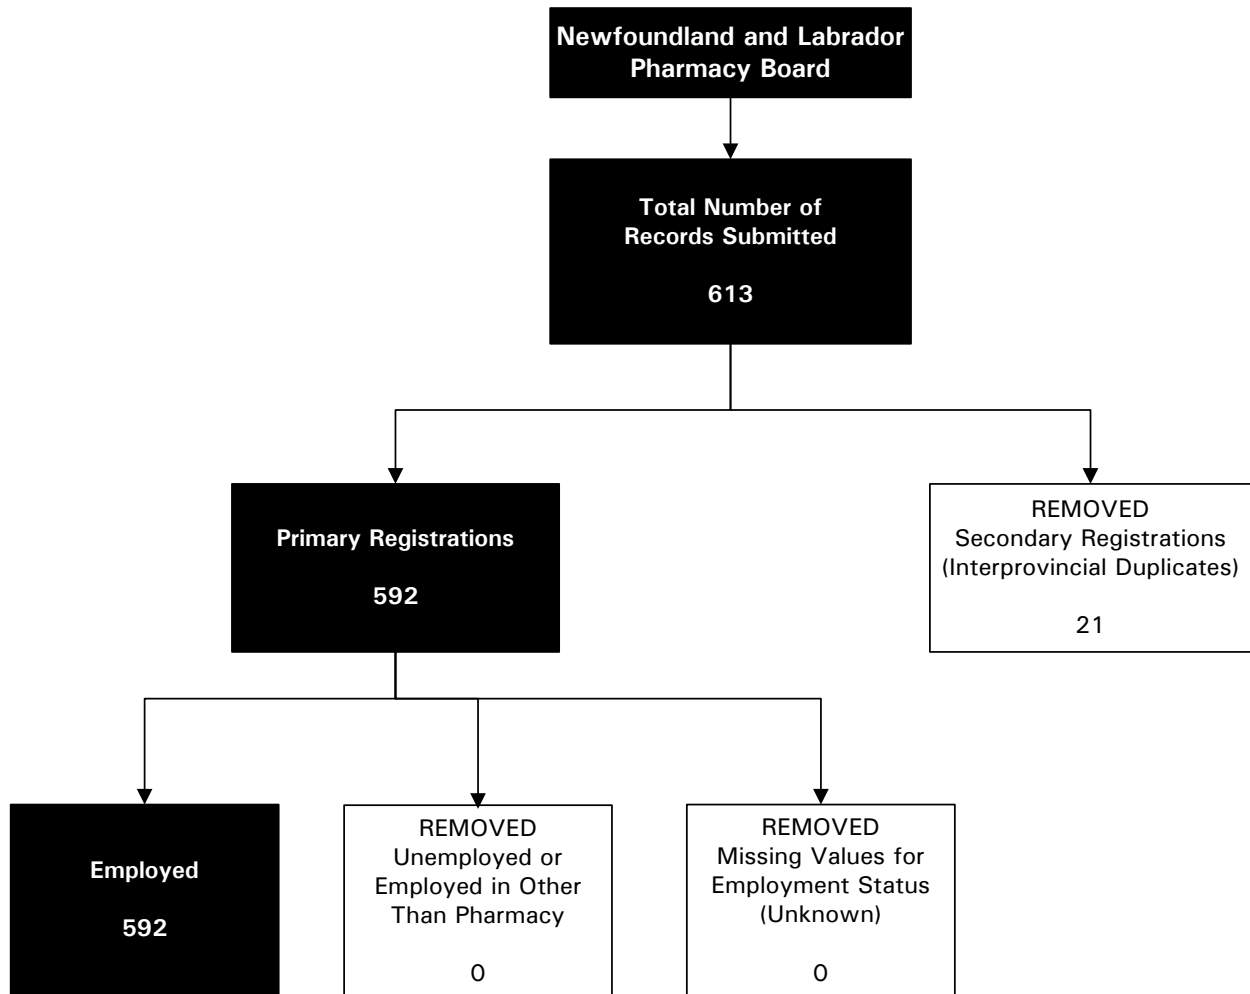 Newfoundland and Labrador
Pharmacy Board
Total Number of
Records Submitted
613
Primary Registrations
592
REMOVED
Secondary Registrations
(Interprovincial Duplicates)
21
Employed
592
REMOVED
Unemployed or
Employed in Other
Than Pharmacy
0
REMOVED
Missing Values for
Employment Status
(Unknown)
0